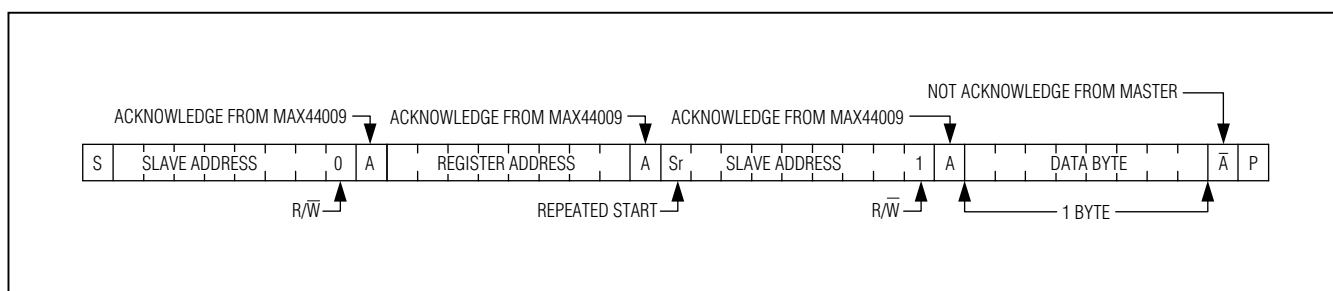 NOT ACKNOWLEDGE FROM MASTER
ACKNOWLEDGE FROM MAX44009 ACKNOWLEDGE FROM MAX44009 ACKNOWLEDGE FROM MAX44009
S SLAVE ADDRESS 0 A REGISTER ADDRESS A Sr SLAVE ADDRESS 1 A DATA BYTE A̅ P
R/W̅ REPEATED START R/W̅ 1 BYTE